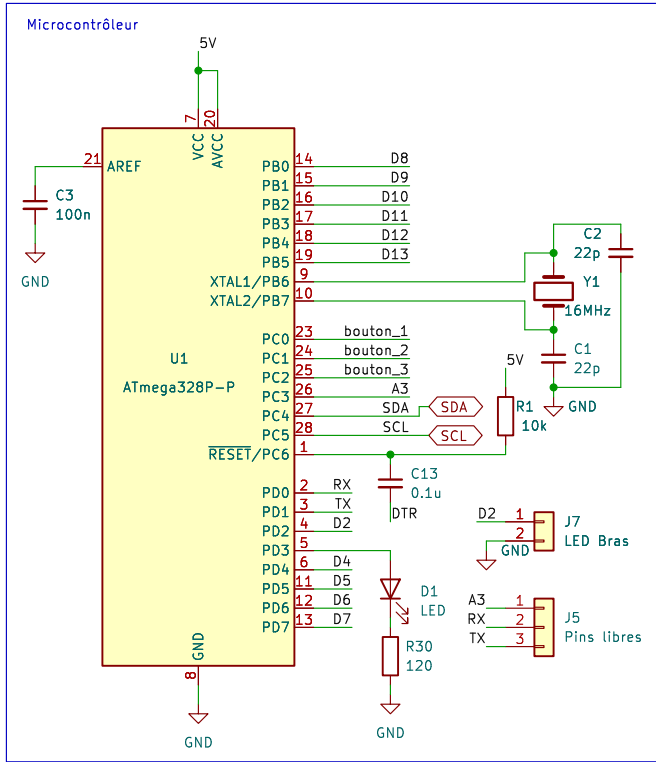 Microcontrôleur
5V
7
20
VCC
AVCC
21
AREF
C3
100n
GND
PB0
14
D8
PB1
15
D9
PB2
16
D10
PB3
17
D11
PB4
18
D12
PB5
19
D13
XTAL1/PB6
9
XTAL2/PB7
10
C2
22p
Y1
16MHz
C1
22p
GND
U1
ATmega328P-P
PC0
23
bouton_1
PC1
24
bouton_2
PC2
25
bouton_3
PC3
26
A3
PC4
27
SDA
SDA
PC5
28
SCL
SCL
RESET/PC6
1
5V
R1
10k
C13
0.1u
DTR
PD0
2
RX
PD1
3
TX
PD2
4
D2
PD3
5
PD4
6
D4
PD5
11
D5
PD6
12
D6
PD7
13
D7
D1
LED
R30
120
GND
GND
8
GND
D2
1
2
GND
J7
LED Bras
A3
1
RX
2
TX
3
J5
Pins libres